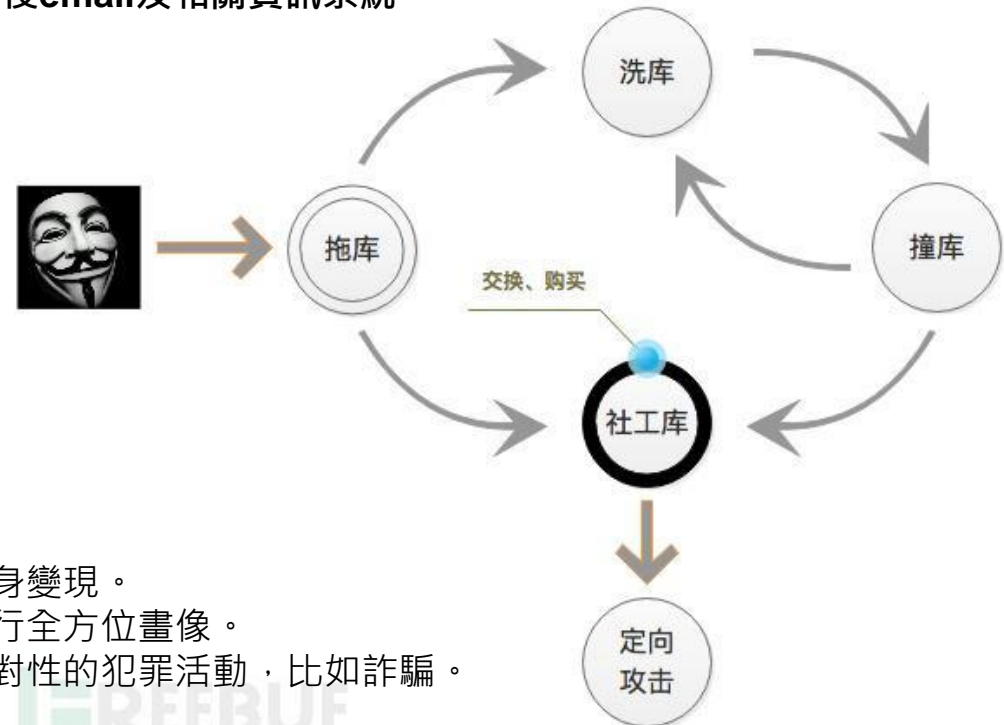 後email及相關資訊系統
洗库
拖库
撞库
交换、购买
社工库
身變現。
行全方位畫像。
對性的犯罪活動，比如詐騙。
定向
攻击
REEBUF